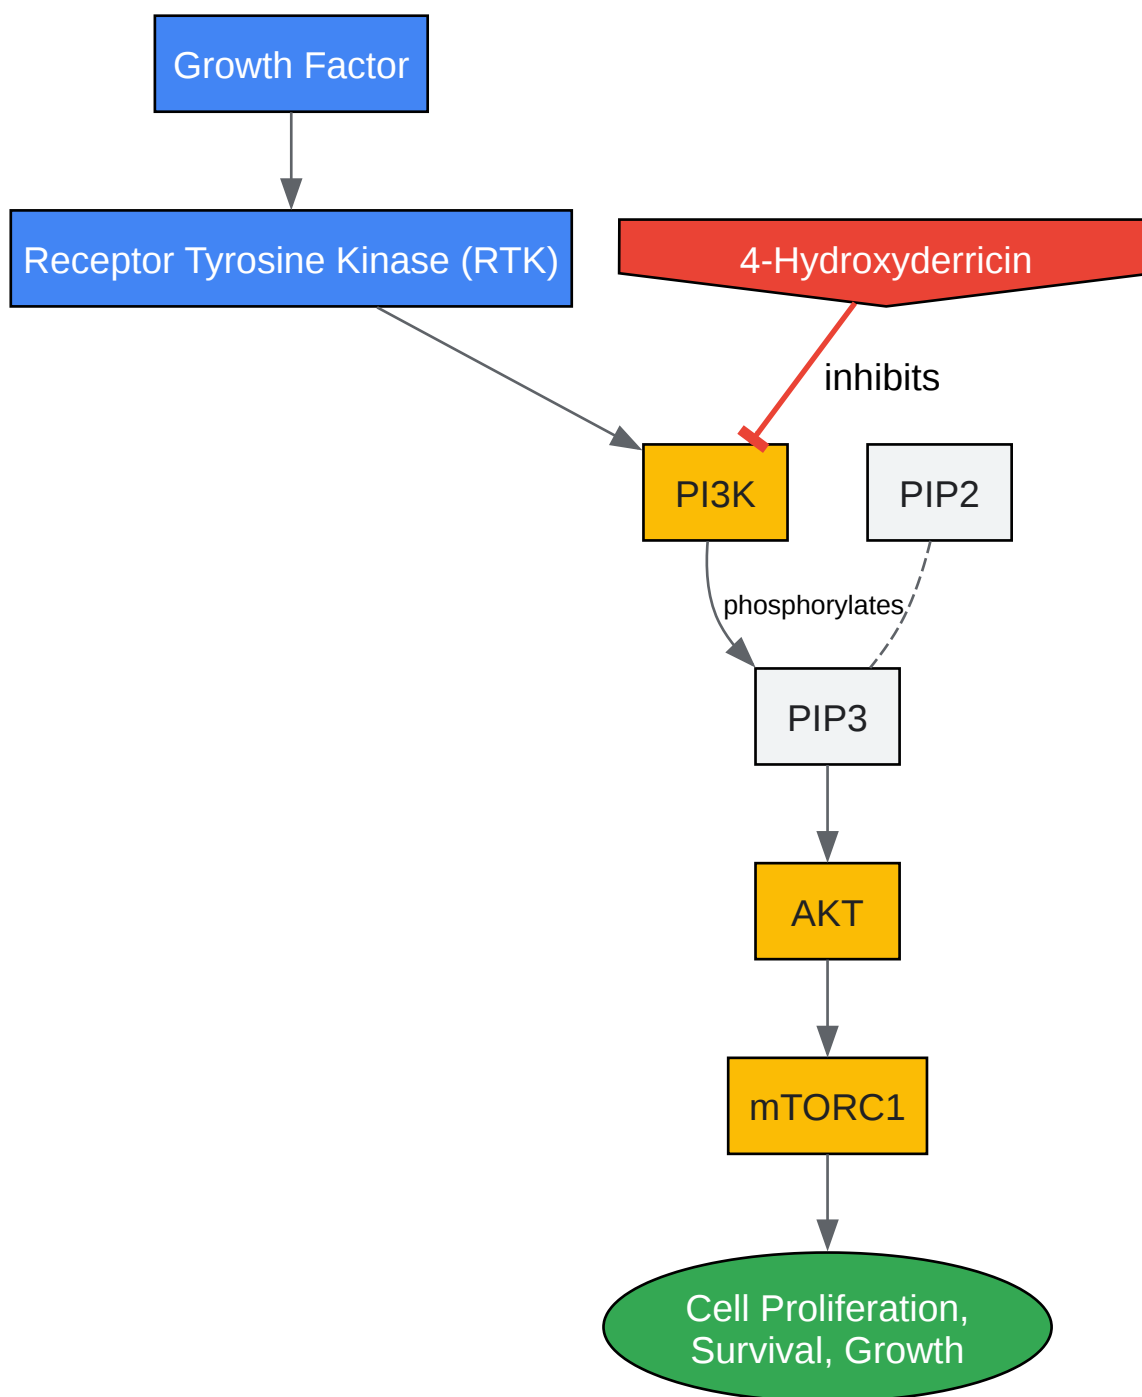 Growth Factor
Receptor Tyrosine Kinase (RTK)
4-Hydroxyderricin
inhibits
PI3K
PIP2
phosphorylates
PIP3
AKT
mTORC1
Cell Proliferation,
Survival, Growth